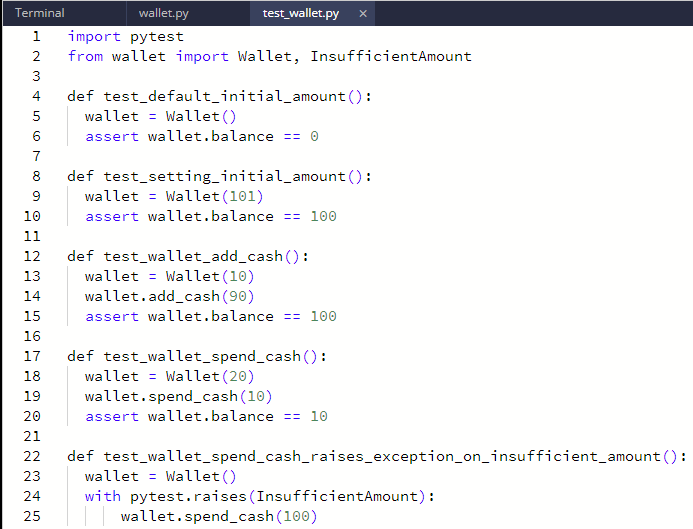 Terminal wallet.py test_wallet.py ×
1 import pytest
2 from wallet import Wallet, InsufficientAmount
3
4 def test_default_initial_amount():
5   wallet = Wallet()
6   assert wallet.balance == 0
7
8 def test_setting_initial_amount():
9   wallet = Wallet(101)
10   assert wallet.balance == 100
11
12 def test_wallet_add_cash():
13   wallet = Wallet(10)
14   wallet.add_cash(90)
15   assert wallet.balance == 100
16
17 def test_wallet_spend_cash():
18   wallet = Wallet(20)
19   wallet.spend_cash(10)
20   assert wallet.balance == 10
21
22 def test_wallet_spend_cash_raises_exception_on_insufficient_amount():
23   wallet = Wallet()
24   with pytest.raises(InsufficientAmount):
25       wallet.spend_cash(100)